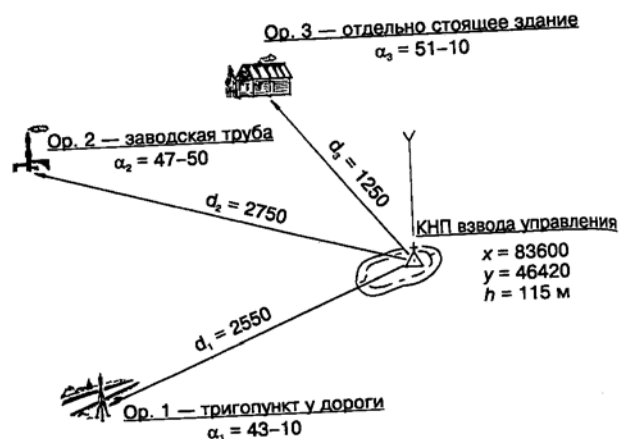 Ор. 3 — отдельно стоящее здание
α₃ = 51–10
Ор. 2 — заводская труба
α₂ = 47–50
d₃ = 1250
d₂ = 2750
КНП взвода управления
x = 83600
y = 46420
h = 115 м
d₁ = 2550
Ор. 1 — тригопункт у дороги
α₁ = 43–10